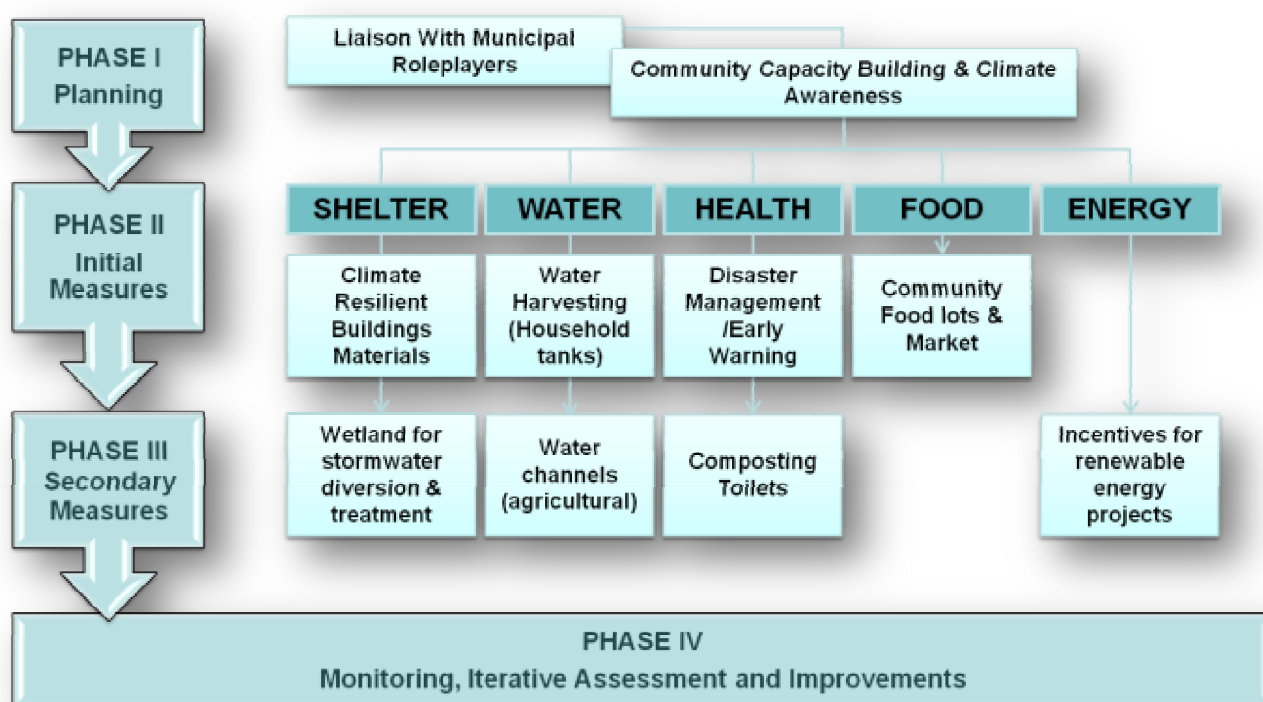 PHASE I
Planning
Liaison With Municipal
Roleplayers
Community Capacity Building & Climate
Awareness
PHASE II
Initial
Measures
SHELTER
WATER
HEALTH
FOOD
ENERGY
Climate
Resilient
Buildings
Materials
Water
Harvesting
(Household
tanks)
Disaster
Management
/Early
Warning
Community
Food lots &
Market
PHASE III
Secondary
Measures
Wetland for
stormwater
diversion &
treatment
Water
channels
(agricultural)
Composting
Toilets
Incentives for
renewable
energy
projects
PHASE IV
Monitoring, Iterative Assessment and Improvements